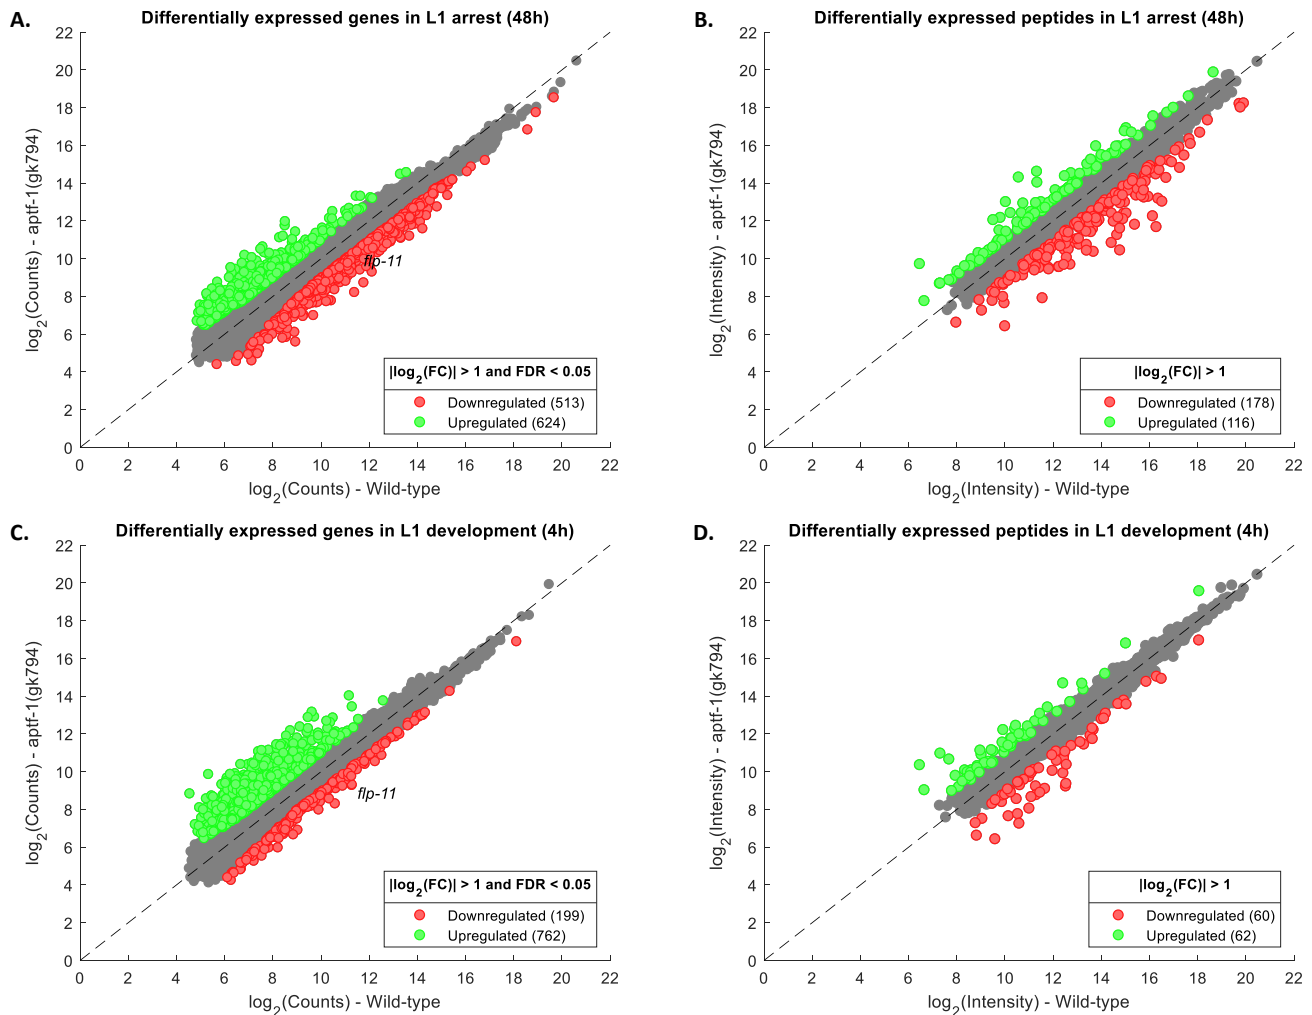 A.
Differentially expressed genes in L1 arrest (48h)
22
20
18
16
14
12
10
8
6
4
2
0
log2(Counts) - aptf-1(gk794)
flp-11
|log2(FC)| > 1 and FDR < 0.05
Downregulated (513)
Upregulated (624)
0 2 4 6 8 10 12 14 16 18 20 22
log2(Counts) - Wild-type
B.
Differentially expressed peptides in L1 arrest (48h)
22
20
18
16
14
12
10
8
6
4
2
0
log2(Intensity) - aptf-1(gk794)
|log2(FC)| > 1
Downregulated (178)
Upregulated (116)
0 2 4 6 8 10 12 14 16 18 20 22
log2(Intensity) - Wild-type
C.
Differentially expressed genes in L1 development (4h)
22
20
18
16
14
12
10
8
6
4
2
0
log2(Counts) - aptf-1(gk794)
flp-11
|log2(FC)| > 1 and FDR < 0.05
Downregulated (199)
Upregulated (762)
0 2 4 6 8 10 12 14 16 18 20 22
log2(Counts) - Wild-type
D.
Differentially expressed peptides in L1 development (4h)
22
20
18
16
14
12
10
8
6
4
2
0
log2(Intensity) - aptf-1(gk794)
|log2(FC)| > 1
Downregulated (60)
Upregulated (62)
0 2 4 6 8 10 12 14 16 18 20 22
log2(Intensity) - Wild-type